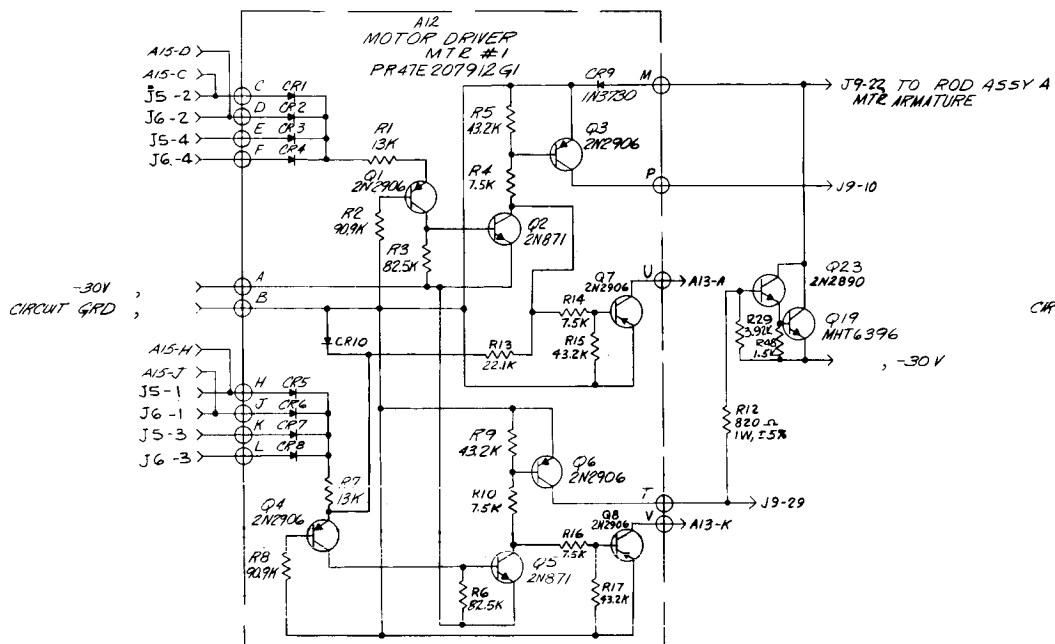 A12
MOTOR DRIVER
MTR #1
PR47E207912G1
A15-D
A15-C
J5-2
J6-2
J5-4
J6-4
C
D
E
F
CR1
CR2
CR3
CR4
R1
13K
Q1
2N2906
R2
90.9K
R3
82.5K
R5
43.2K
R4
7.5K
Q2
2N871
CR9
1N3730
Q3
2N2906
M
P
J9-22 TO ROD ASSY A
MTR ARMATURE
J9-10
-30V ,
CIRCUIT GRD ,
A
B
CR10
R13
22.1K
R14
7.5K
R15
43.2K
Q7
2N2906
U
A13-A
Q23
2N2890
R29
3.92K
R48
1.5K
Q19
MHT6396
, -30V
CIR
A15-H
A15-J
J5-1
J6-1
J5-3
J6-3
H
J
K
L
CR5
CR6
CR7
CR8
R7
13K
Q4
2N2906
R8
90.9K
R9
43.2K
R10
7.5K
Q6
2N2906
R12
820 Ω
1W, ±5%
T
J9-29
V
A13-K
Q8
2N2906
R16
7.5K
R17
43.2K
Q5
2N871
R6
82.5K